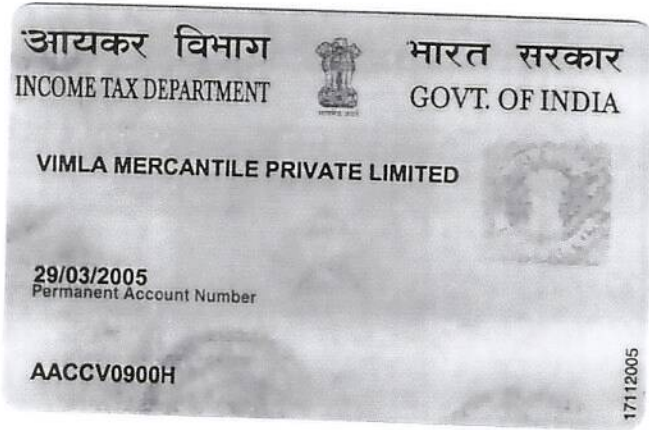 आयकर विभाग
INCOME TAX DEPARTMENT
भारत सरकार
GOVT. OF INDIA
VIMLA MERCANTILE PRIVATE LIMITED
29/03/2005
Permanent Account Number
AACCV0900H
17112005